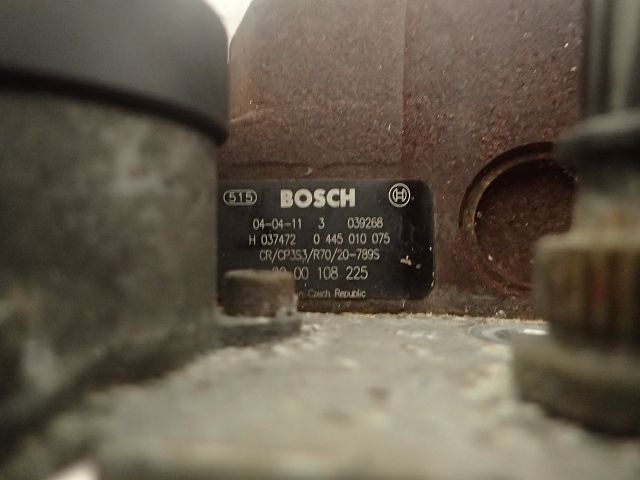 515 BOSCH
04-04-11 3 039268
H 037472 0 445 010 075
CR/CP3S3/R70/20-789S
00 108 225
Czech Republic